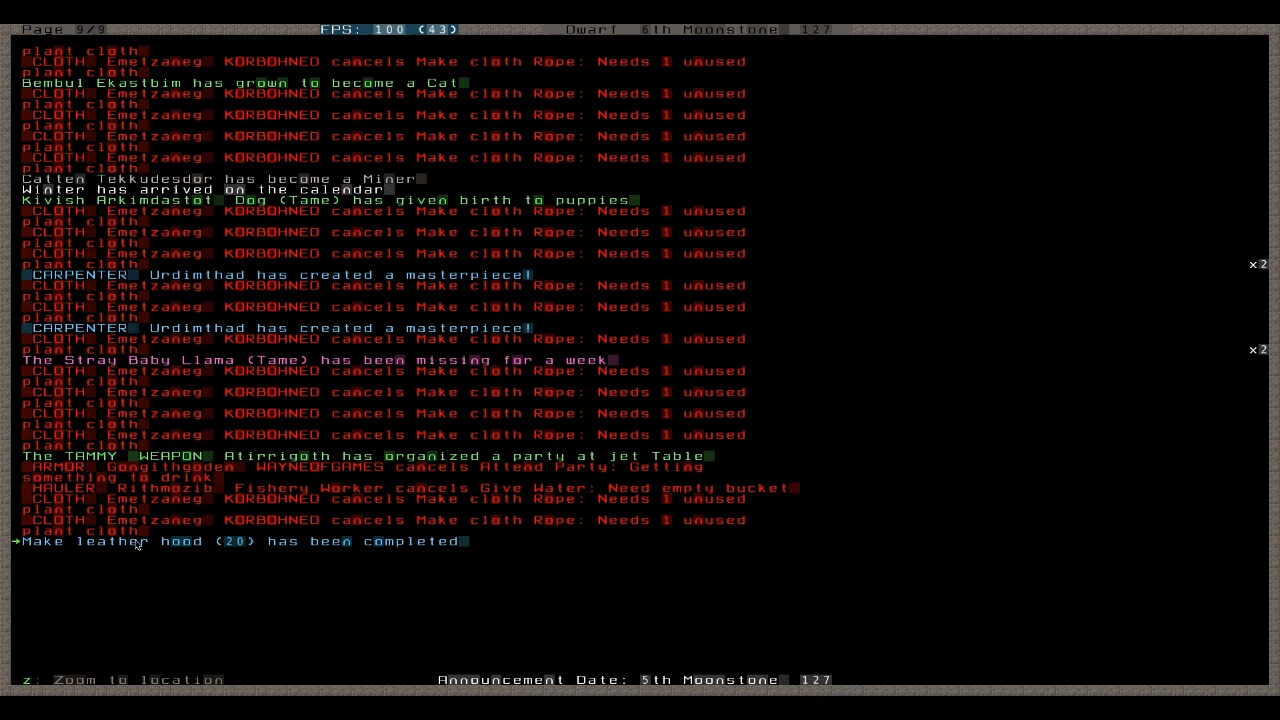 Page 9/9 FPS: 100 (43) Dwarf 6th Moonstone 127
plant cloth
CLOTH Emetzaneg KORBOHNED cancels Make cloth Rope: Needs 1 unused
plant cloth
Bembul Ekastbim has grown to become a Cat
CLOTH Emetzaneg KORBOHNED cancels Make cloth Rope: Needs 1 unused
plant cloth
CLOTH Emetzaneg KORBOHNED cancels Make cloth Rope: Needs 1 unused
plant cloth
CLOTH Emetzaneg KORBOHNED cancels Make cloth Rope: Needs 1 unused
plant cloth
CLOTH Emetzaneg KORBOHNED cancels Make cloth Rope: Needs 1 unused
plant cloth
Catten Tekkudesdor has become a Miner
Winter has arrived on the calendar
Kivish Arkimdastot Dog (Tame) has given birth to puppies
CLOTH Emetzaneg KORBOHNED cancels Make cloth Rope: Needs 1 unused
plant cloth
CLOTH Emetzaneg KORBOHNED cancels Make cloth Rope: Needs 1 unused
plant cloth
CLOTH Emetzaneg KORBOHNED cancels Make cloth Rope: Needs 1 unused
plant cloth ×2
CARPENTER Urdimthad has created a masterpiece!
CLOTH Emetzaneg KORBOHNED cancels Make cloth Rope: Needs 1 unused
plant cloth
CLOTH Emetzaneg KORBOHNED cancels Make cloth Rope: Needs 1 unused
plant cloth
CARPENTER Urdimthad has created a masterpiece!
CLOTH Emetzaneg KORBOHNED cancels Make cloth Rope: Needs 1 unused
plant cloth ×2
The Stray Baby Llama (Tame) has been missing for a week
CLOTH Emetzaneg KORBOHNED cancels Make cloth Rope: Needs 1 unused
plant cloth
CLOTH Emetzaneg KORBOHNED cancels Make cloth Rope: Needs 1 unused
plant cloth
CLOTH Emetzaneg KORBOHNED cancels Make cloth Rope: Needs 1 unused
plant cloth
CLOTH Emetzaneg KORBOHNED cancels Make cloth Rope: Needs 1 unused
plant cloth
The TAMMY WEAPON Atirrigoth has organized a party at jet Table
ARMOR Gongithgoden WAYNEOFGAMES cancels Attend Party: Getting
something to drink
HAULER Rithmozib Fishery Worker cancels Give Water: Need empty bucket
CLOTH Emetzaneg KORBOHNED cancels Make cloth Rope: Needs 1 unused
plant cloth
CLOTH Emetzaneg KORBOHNED cancels Make cloth Rope: Needs 1 unused
plant cloth
→Make leather hood (20) has been completed
z: Zoom to location Announcement Date: 5th Moonstone 127